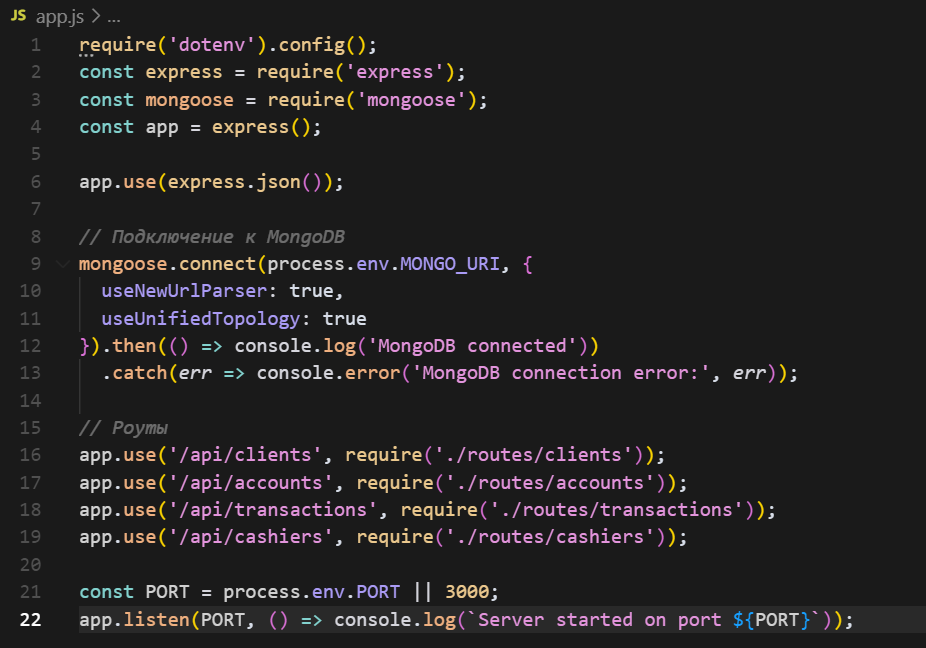 JS app.js > ...
1 require('dotenv').config();
2 const express = require('express');
3 const mongoose = require('mongoose');
4 const app = express();
5
6 app.use(express.json());
7
8 // Подключение к MongoDB
9 mongoose.connect(process.env.MONGO_URI, {
10   useNewUrlParser: true,
11   useUnifiedTopology: true
12 }).then(() => console.log('MongoDB connected'))
13   .catch(err => console.error('MongoDB connection error:', err));
14
15 // Роуты
16 app.use('/api/clients', require('./routes/clients'));
17 app.use('/api/accounts', require('./routes/accounts'));
18 app.use('/api/transactions', require('./routes/transactions'));
19 app.use('/api/cashiers', require('./routes/cashiers'));
20
21 const PORT = process.env.PORT || 3000;
22 app.listen(PORT, () => console.log(`Server started on port ${PORT}`));